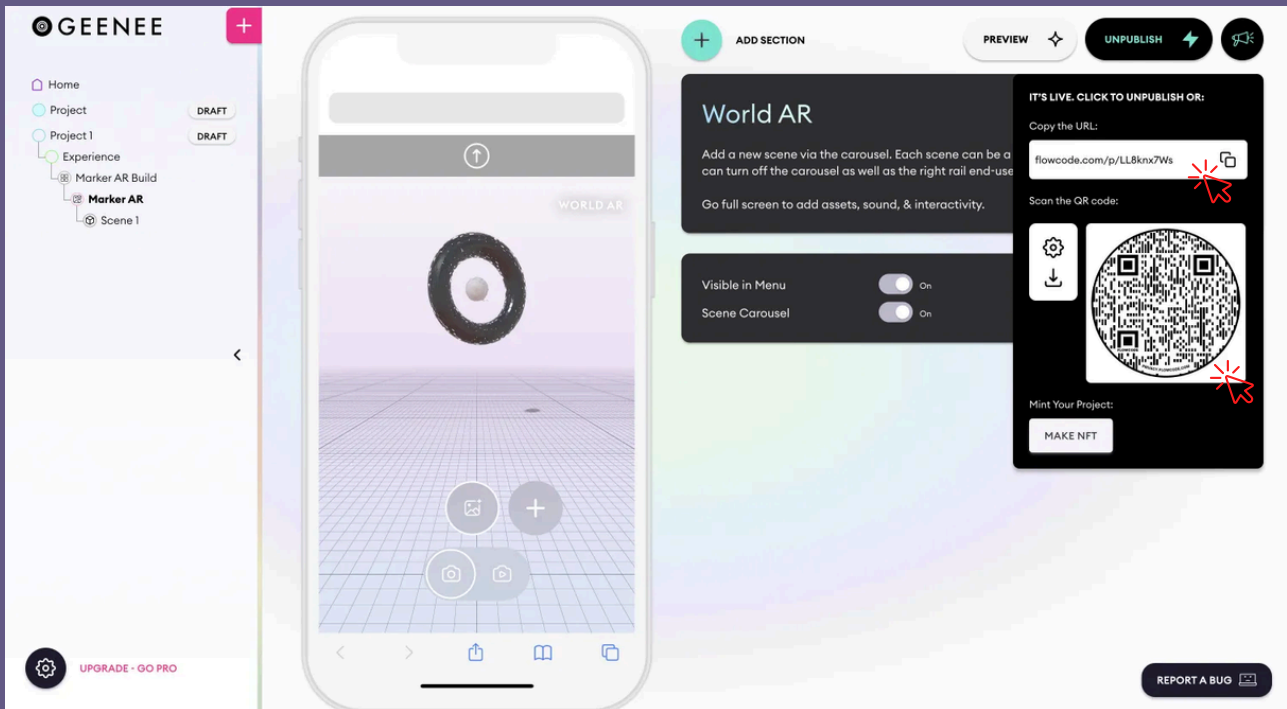 GEENEE
Home
Project
DRAFT
Project 1
DRAFT
Experience
Marker AR Build
Marker AR
Scene 1
UPGRADE - GO PRO
WORLD AR
ADD SECTION
PREVIEW
UNPUBLISH
World AR
Add a new scene via the carousel. Each scene can be a
can turn off the carousel as well as the right rail end-use
Go full screen to add assets, sound, & interactivity.
Visible in Menu
On
Scene Carousel
On
IT'S LIVE. CLICK TO UNPUBLISH OR:
Copy the URL:
flowcode.com/p/LL8knx7Ws
Scan the QR code:
FLOWCODE
Mint Your Project:
MAKE NFT
REPORT A BUG